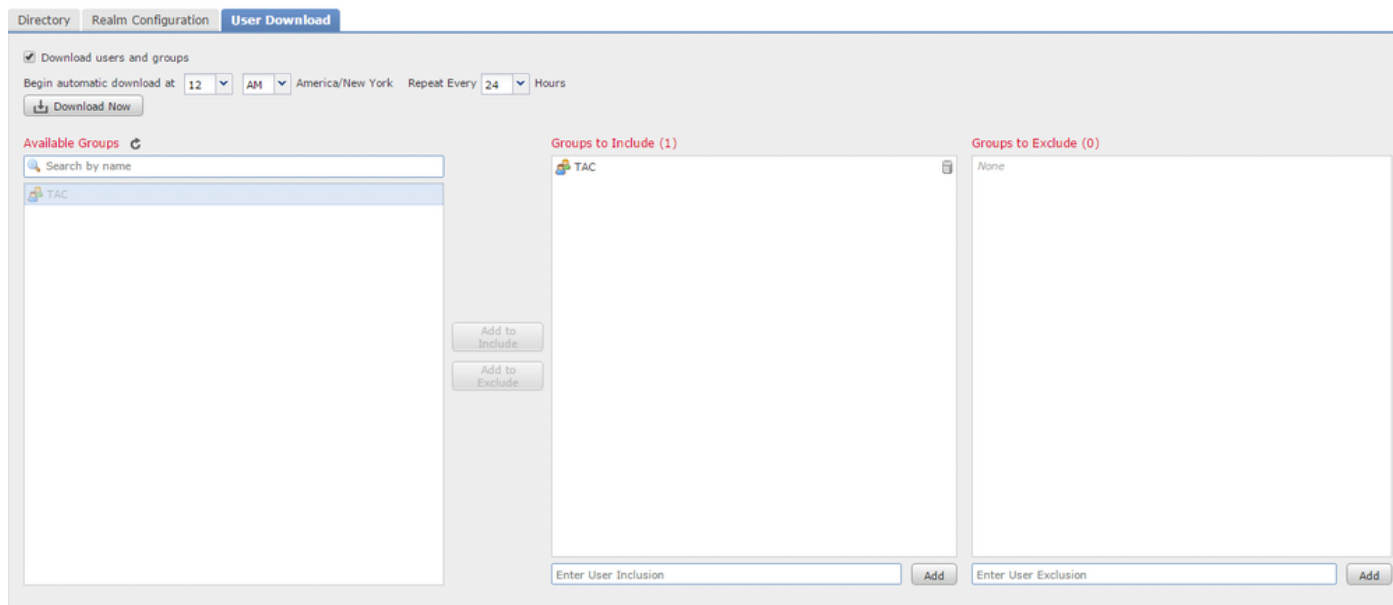 Directory Realm Configuration User Download
Download users and groups
Begin automatic download at 12 AM America/New York Repeat Every 24 Hours
Download Now
Available Groups
Search by name
TAC
Add to Include
Add to Exclude
Groups to Include (1)
TAC
Enter User Inclusion Add
Groups to Exclude (0)
None
Enter User Exclusion Add